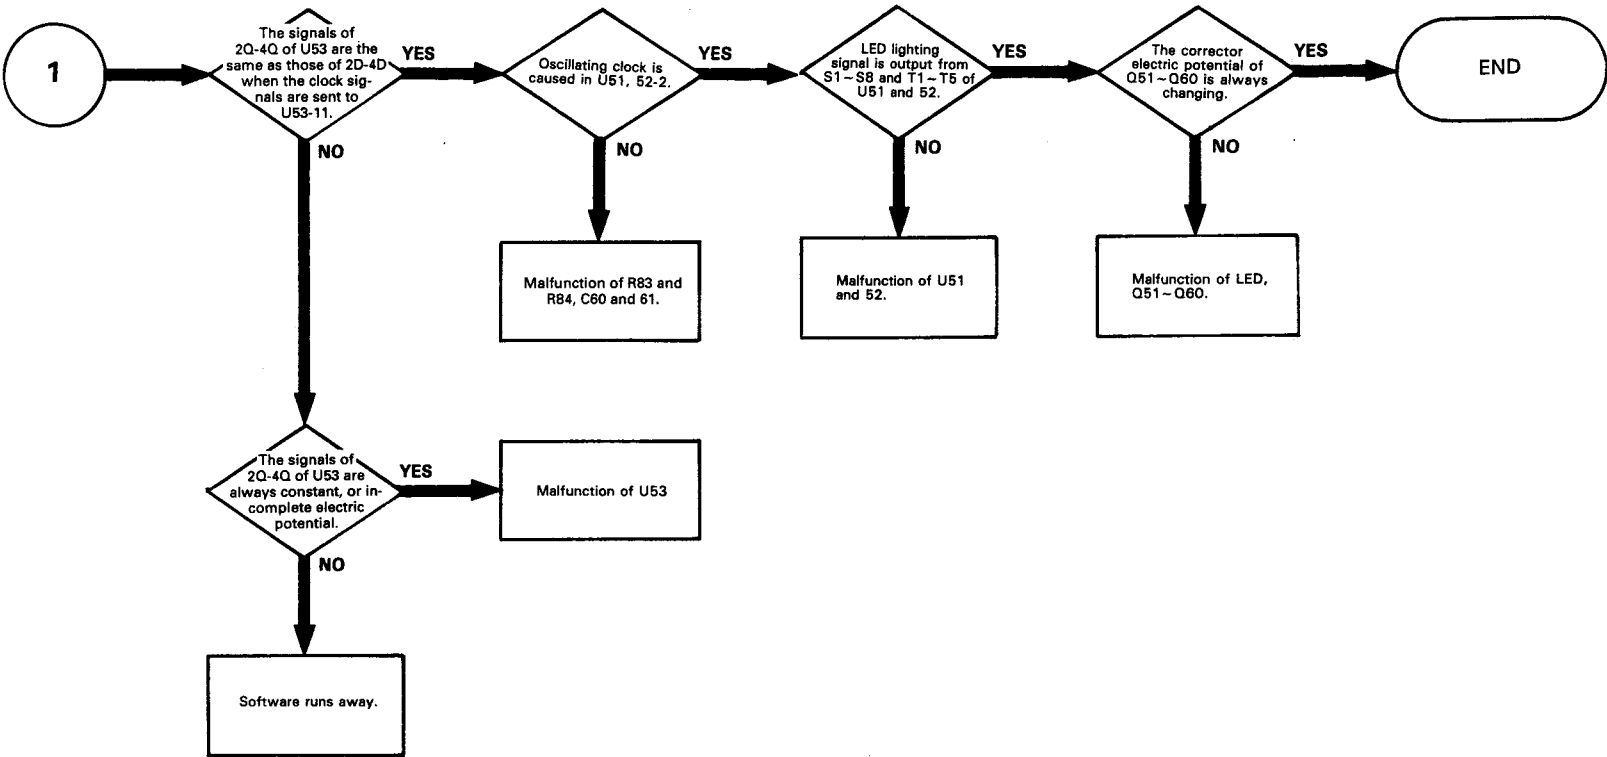 1
The signals of
2Q-4Q of U53 are the
same as those of 2D-4D
when the clock sig-
nals are sent to
U53-11.
YES
NO
Oscillating clock is
caused in U51, 52-2.
YES
NO
LED lighting
signal is output from
S1~S8 and T1~T5 of
U51 and 52.
YES
NO
The corrector
electric potential of
Q51~Q60 is always
changing.
YES
NO
END
Malfunction of R83 and
R84, C60 and 61.
Malfunction of U51
and 52.
Malfunction of LED,
Q51~Q60.
The signals of
2Q-4Q of U53 are
always constant, or in-
complete electric
potential.
YES
NO
Malfunction of U53
Software runs away.